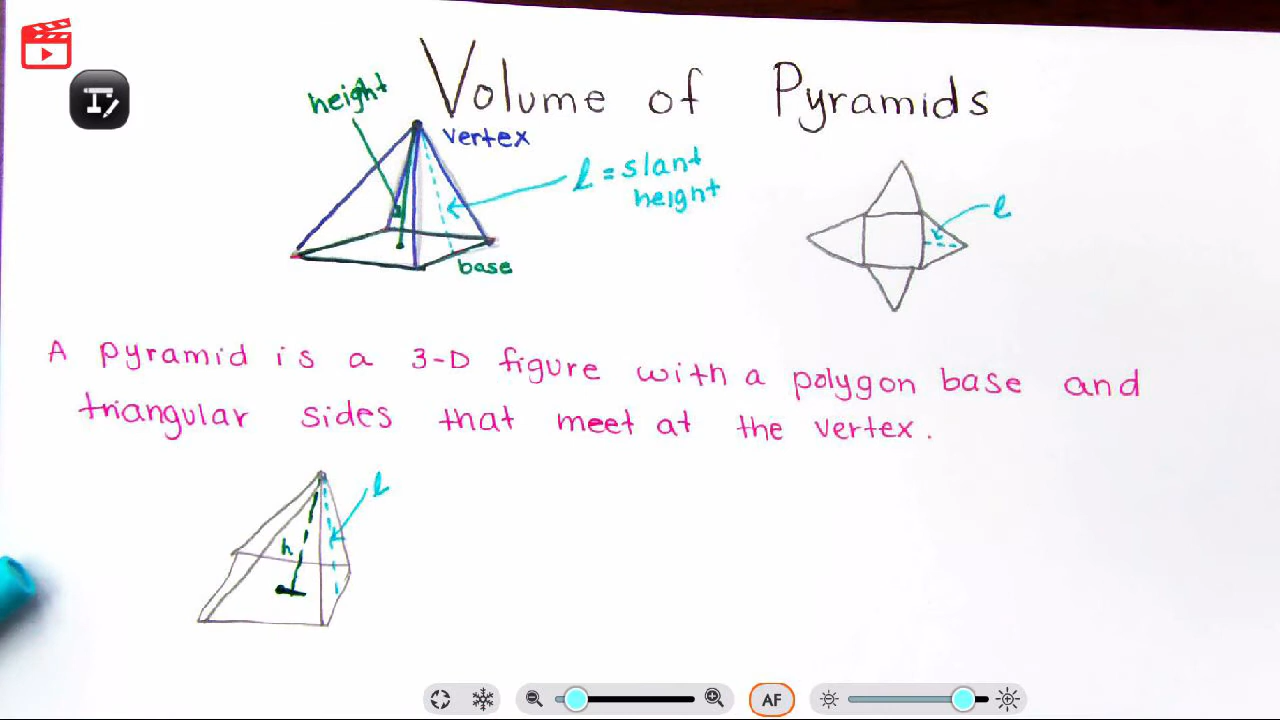 Volume of Pyramids
height
vertex
l = slant
height
base
l
A pyramid is a 3-D figure with a polygon base and
triangular sides that meet at the vertex.
l
h
AF